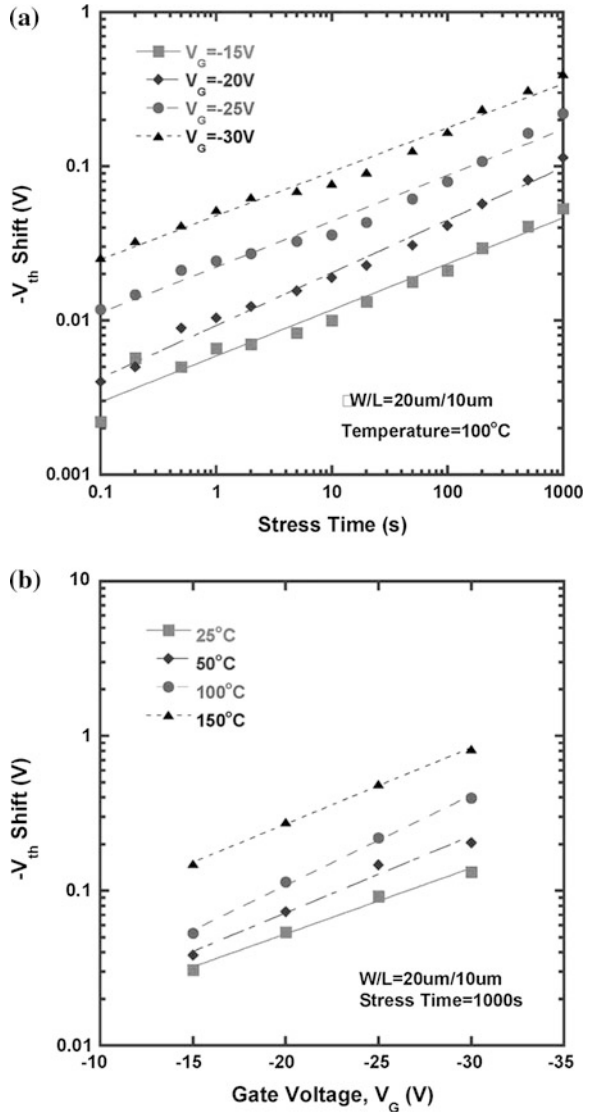 (a)
-1
0.1
0.01
0.001
-V_th Shift (V)
V_G=-15V
V_G=-20V
V_G=-25V
V_G=-30V
□W/L=20um/10um
Temperature=100°C
0.1 1 10 100 1000
Stress Time (s)
(b)
10
1
0.1
0.01
-V_th Shift (V)
25°C
50°C
100°C
150°C
W/L=20um/10um
Stress Time=1000s
-10 -15 -20 -25 -30 -35
Gate Voltage, V_G (V)